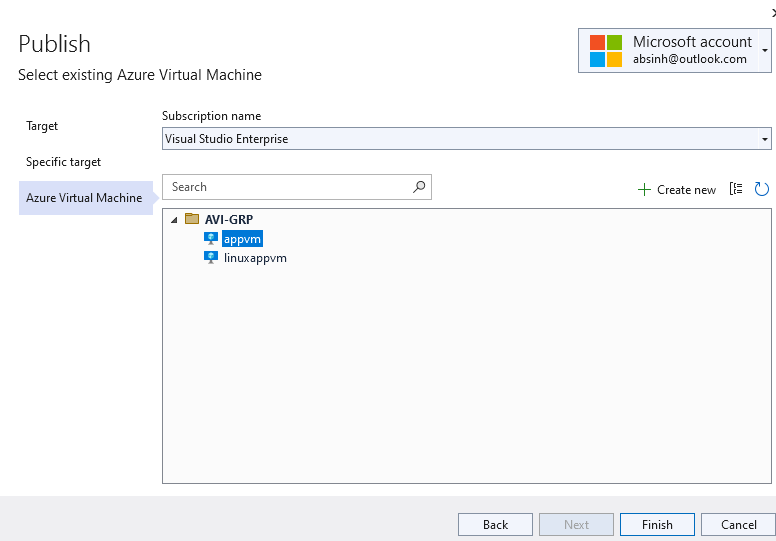 Publish
Select existing Azure Virtual Machine
Microsoft account
absinh@outlook.com
Target
Specific target
Azure Virtual Machine
Subscription name
Visual Studio Enterprise
Search
Create new
AVI-GRP
appvm
linuxappvm
Back
Next
Finish
Cancel